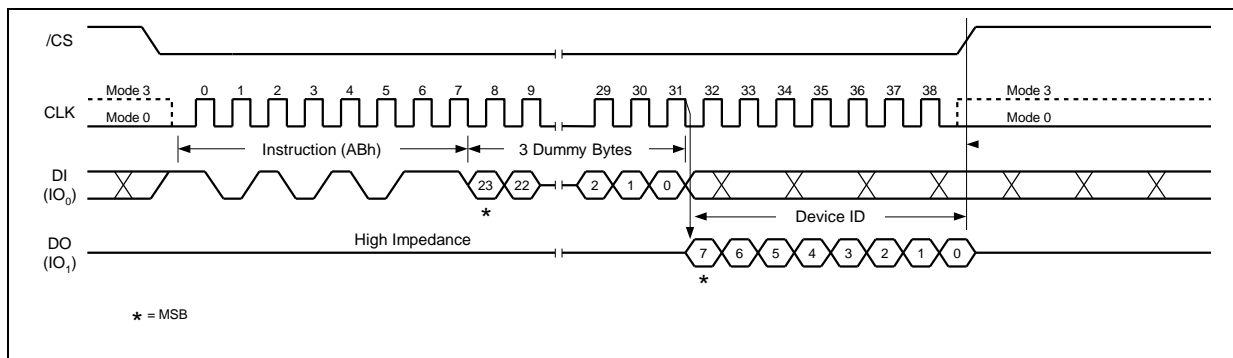 /CS
Mode 3 0 1 2 3 4 5 6 7 8 9 29 30 31 32 33 34 35 36 37 38 Mode 3
CLK
Mode 0 Mode 0
Instruction (ABh) 3 Dummy Bytes
DI
(IO0)
23 22 2 1 0
*
Device ID
DO
(IO1)
High Impedance
7 6 5 4 3 2 1 0
*
* = MSB